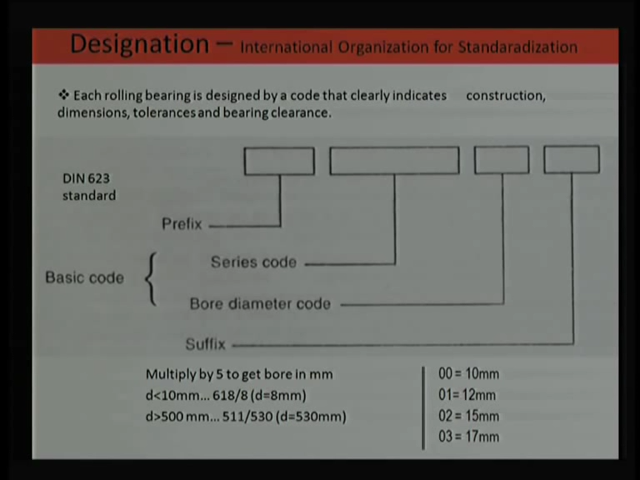 Designation – International Organization for Standaradization
❖ Each rolling bearing is designed by a code that clearly indicates construction,
dimensions, tolerances and bearing clearance.
DIN 623
standard
Prefix
Series code
Basic code
Bore diameter code
Suffix
Multiply by 5 to get bore in mm
d<10mm... 618/8 (d=8mm)
d>500 mm... 511/530 (d=530mm)
00 = 10mm
01= 12mm
02 = 15mm
03 = 17mm